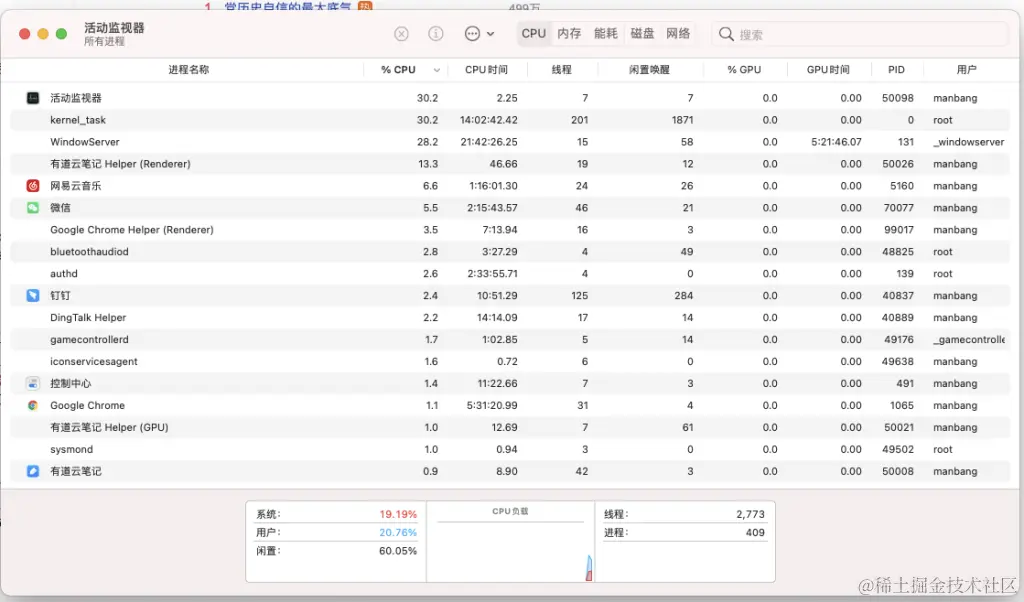 1 党历史自信的最大底气 热 499万
活动监视器
所有进程
CPU 内存 能耗 磁盘 网络 搜索
进程名称 % CPU CPU 时间 线程 闲置唤醒 % GPU GPU 时间 PID 用户
活动监视器 30.2 2.25 7 7 0.0 0.00 50098 manbang
kernel_task 30.2 14:02:42.42 201 1871 0.0 0.00 0 root
WindowServer 28.2 21:42:26.25 15 58 0.0 5:21:46.07 131 _windowserver
有道云笔记 Helper (Renderer) 13.3 46.66 19 12 0.0 0.00 50026 manbang
网易云音乐 6.6 1:16:01.30 24 26 0.0 0.00 5160 manbang
微信 5.5 2:15:43.57 46 21 0.0 0.00 70077 manbang
Google Chrome Helper (Renderer) 3.5 7:13.94 16 3 0.0 0.00 99017 manbang
bluetoothaudiod 2.8 3:27.29 4 49 0.0 0.00 48825 root
authd 2.6 2:33:55.71 4 0 0.0 0.00 139 root
钉钉 2.4 10:51.29 125 284 0.0 0.00 40837 manbang
DingTalk Helper 2.2 14:14.09 17 14 0.0 0.00 40889 manbang
gamecontrollerd 1.7 1:02.85 5 14 0.0 0.00 49176 _gamecontrolle
iconservicesagent 1.6 0.72 6 0 0.0 0.00 49638 manbang
控制中心 1.4 11:22.66 7 3 0.0 0.00 491 manbang
Google Chrome 1.1 5:31:20.99 31 4 0.0 0.00 1065 manbang
有道云笔记 Helper (GPU) 1.0 12.69 7 61 0.0 0.00 50021 manbang
sysmond 1.0 0.94 3 0 0.0 0.00 49502 root
有道云笔记 0.9 8.90 42 3 0.0 0.00 50008 manbang
系统: 19.19% CPU负载 线程: 2,773
用户: 20.76% 进程: 409
闲置: 60.05%
@稀土掘金技术社区